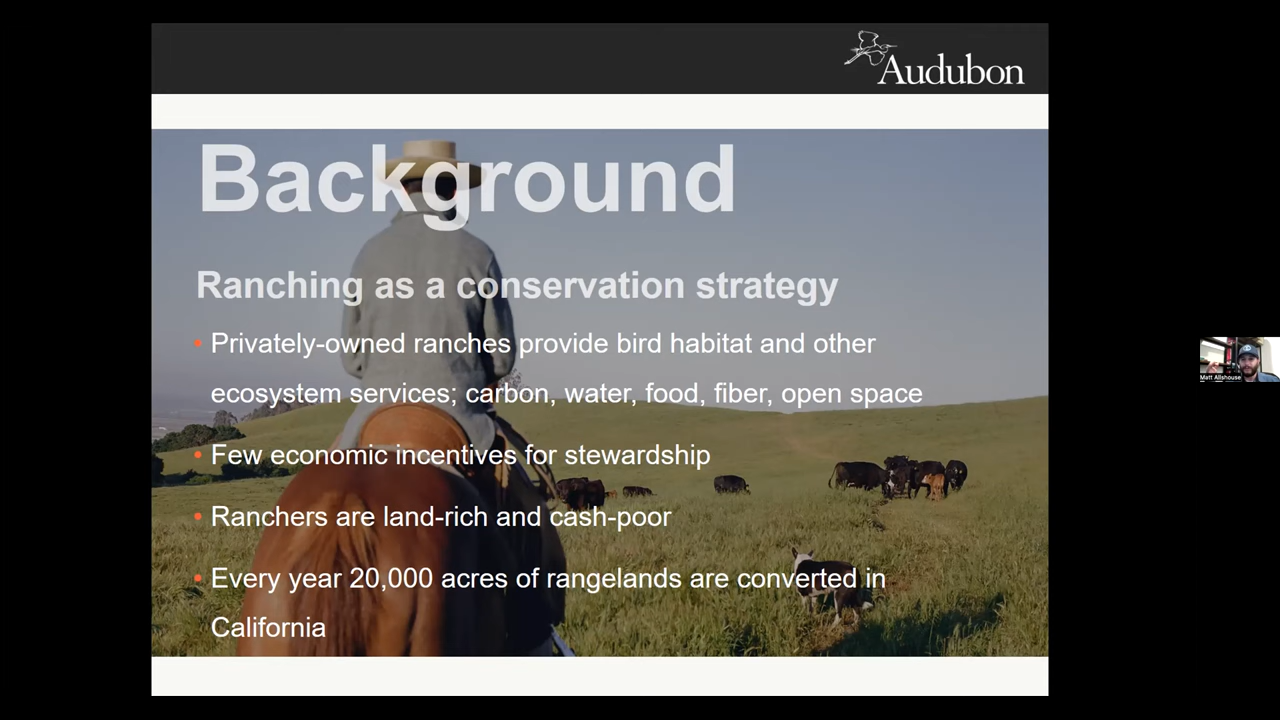 Audubon
Background
Ranching as a conservation strategy
• Privately-owned ranches provide bird habitat and other
ecosystem services; carbon, water, food, fiber, open space
• Few economic incentives for stewardship
• Ranchers are land-rich and cash-poor
• Every year 20,000 acres of rangelands are converted in
California
Matt Allshouse